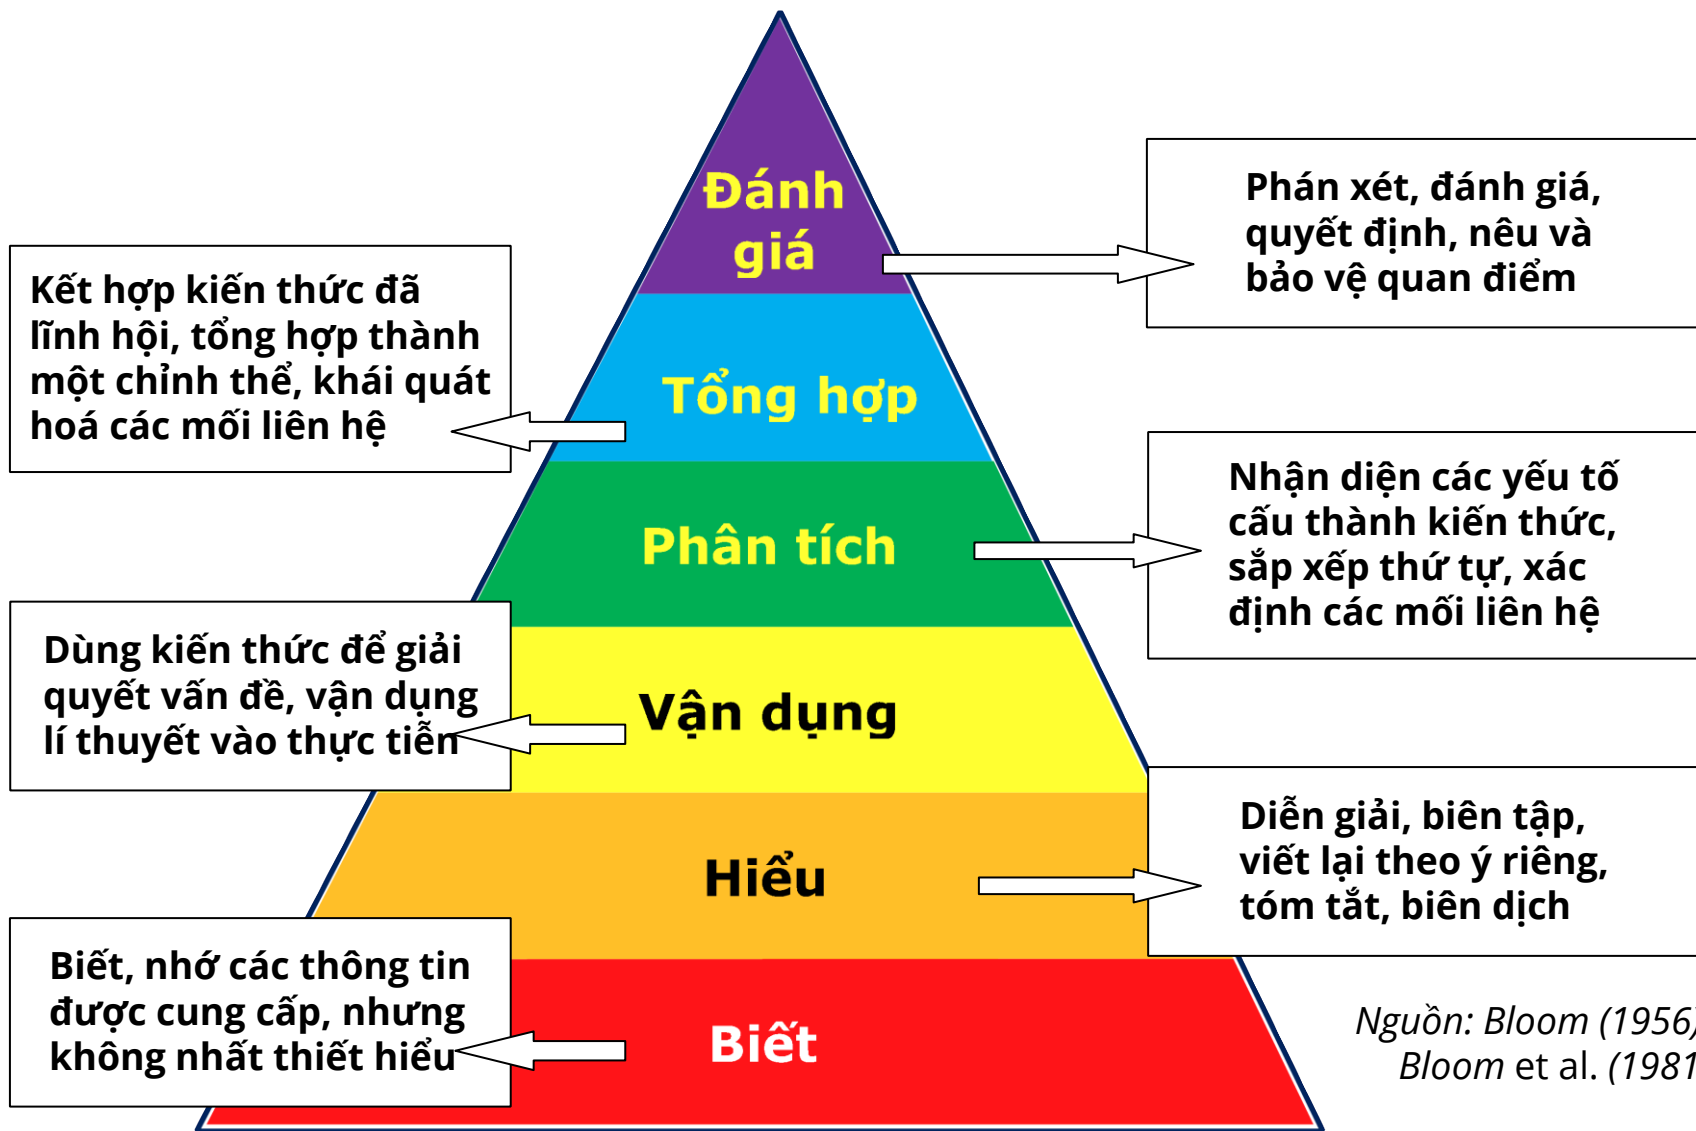 Đánh
giá
Phán xét, đánh giá,
quyết định, nêu và
bảo vệ quan điểm
Kết hợp kiến thức đã
lĩnh hội, tổng hợp thành
một chỉnh thể, khái quát
hoá các mối liên hệ
Tổng hợp
Phân tích
Nhận diện các yếu tố
cấu thành kiến thức,
sắp xếp thứ tự, xác
định các mối liên hệ
Dùng kiến thức để giải
quyết vấn đề, vận dụng
lí thuyết vào thực tiễn
Vận dụng
Hiểu
Diễn giải, biên tập,
viết lại theo ý riêng,
tóm tắt, biên dịch
Biết, nhớ các thông tin
được cung cấp, nhưng
không nhất thiết hiểu
Biết
Nguồn: Bloom (1956)
Bloom et al. (1981